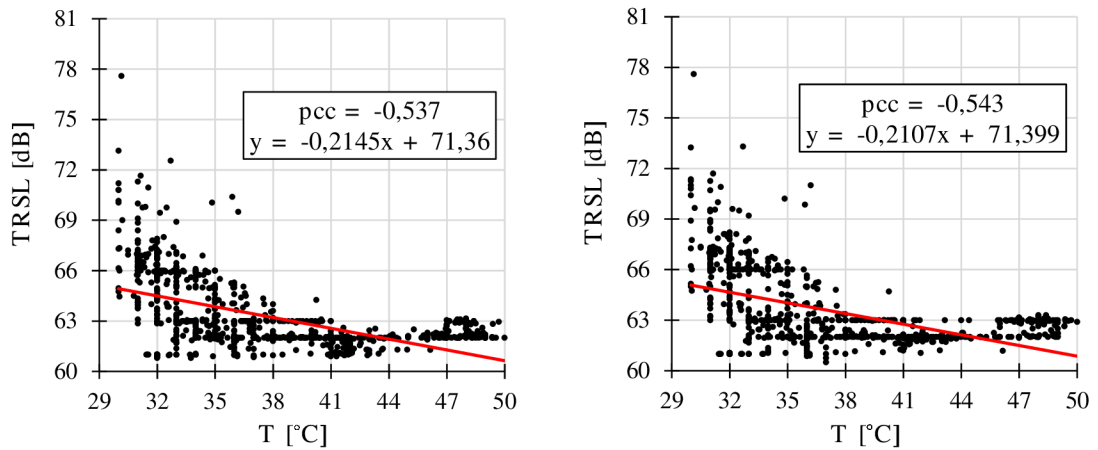 81
78
75
72
69
66
63
60
TRSL [dB]
pcc = -0,537
y = -0,2145x + 71,36
29 32 35 38 41 44 47 50
T [°C]
81
78
75
72
69
66
63
60
TRSL [dB]
pcc = -0,543
y = -0,2107x + 71,399
29 32 35 38 41 44 47 50
T [°C]